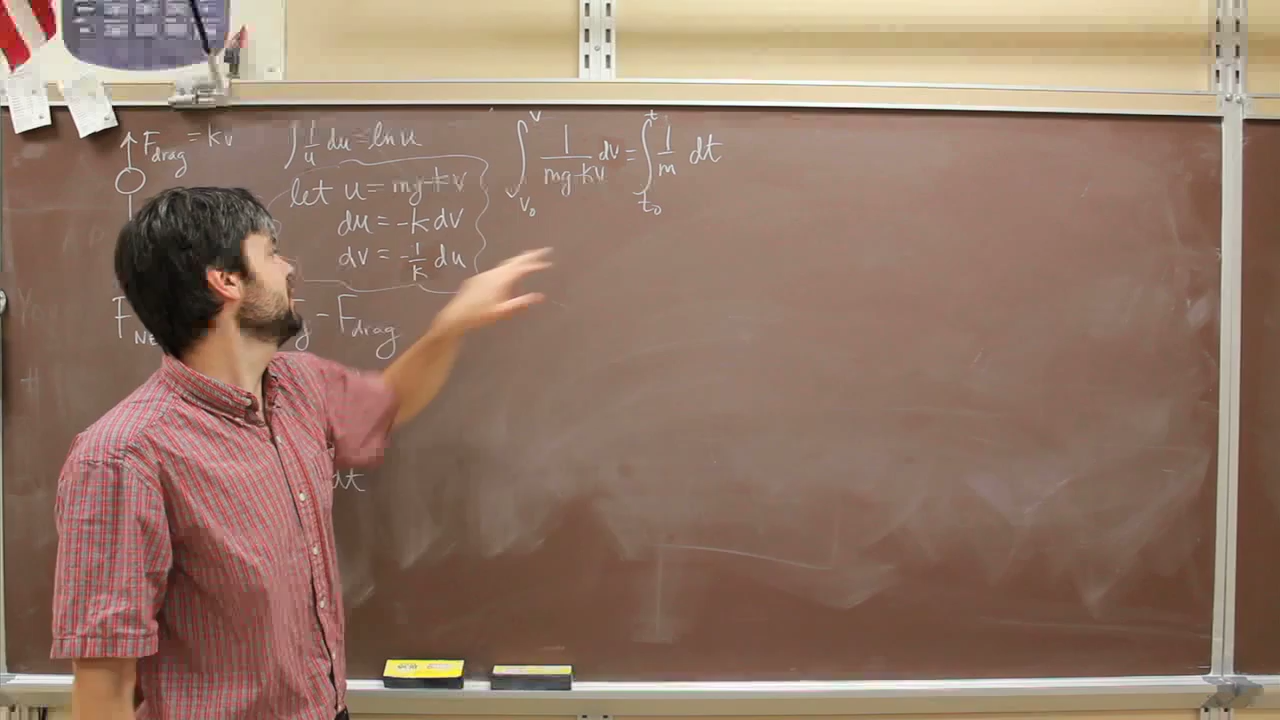 F_drag = kv
∫ 1/u du = ln u
let u = mg-kv
du = -k dv
dv = -1/k du
- F_drag
dt
∫_{v₀}^{v} 1/(mg-kv) dv = ∫_{t₀}^{t} 1/m dt